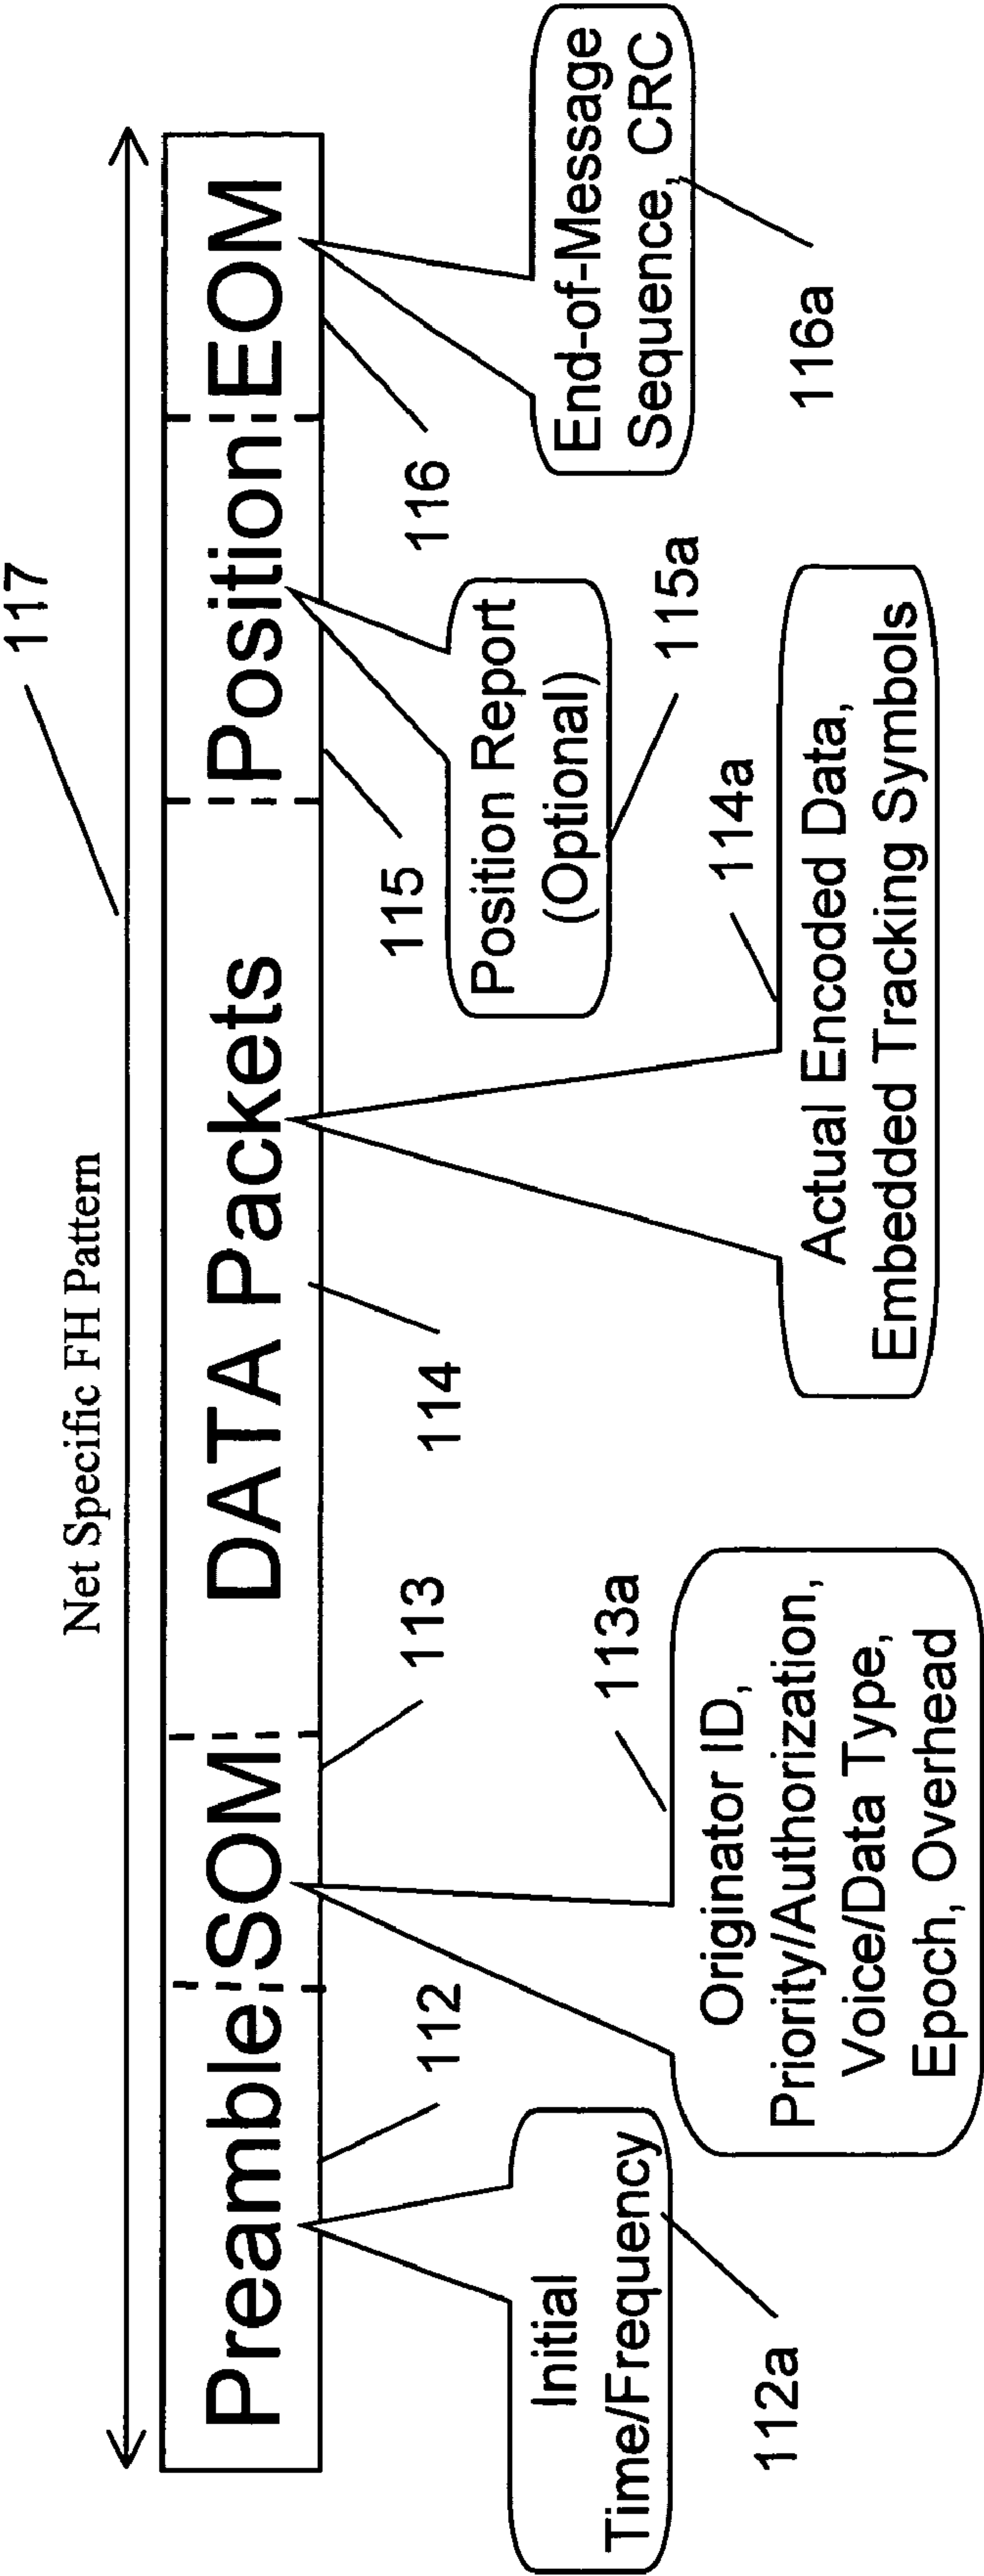 117
Net Specific FH Pattern
Preamble SOM DATA Packets Position EOM
112
113
114
115
116
Initial
Time/Frequency
112a
Originator ID,
Priority/Authorization,
Voice/Data Type,
Epoch, Overhead
113a
Actual Encoded Data,
Embedded Tracking Symbols
114a
Position Report
(Optional)
115a
End-of-Message
Sequence, CRC
116a